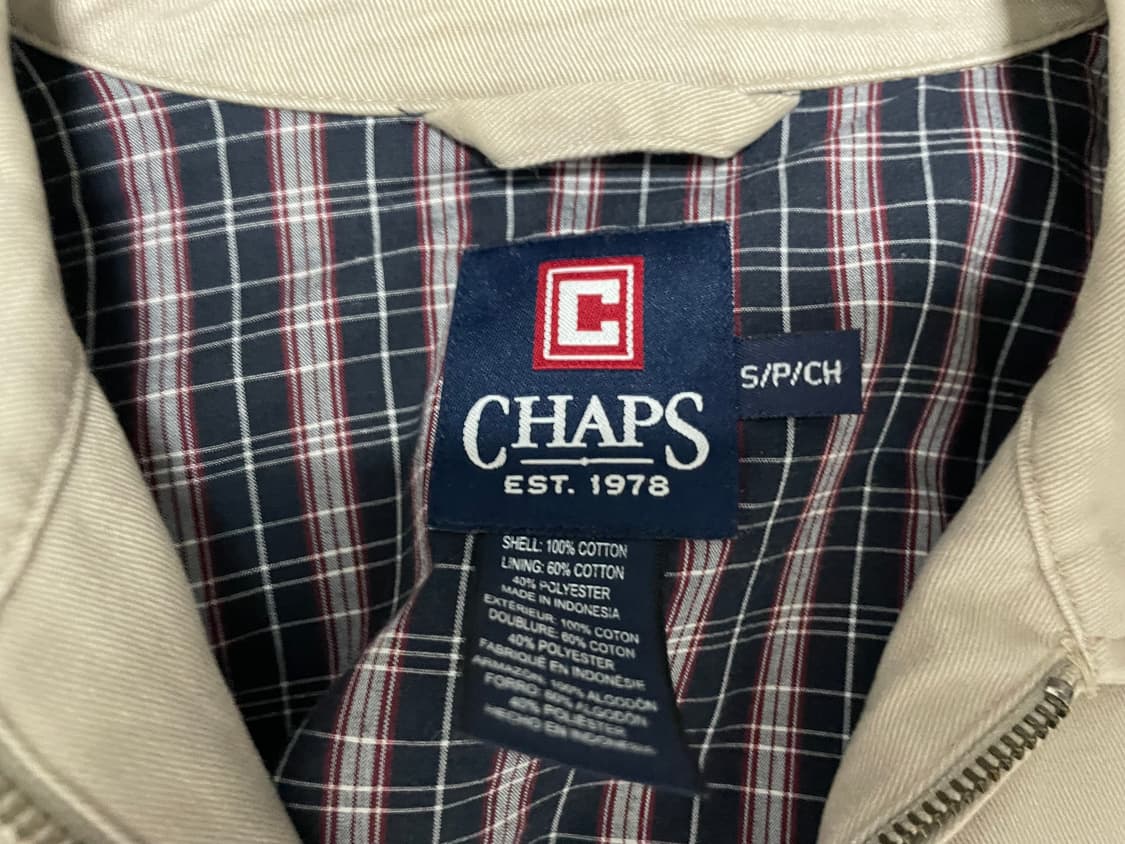 C
CHAPS
EST. 1978
S/P/CH
SHELL: 100% COTTON
LINING: 60% COTTON
40% POLYESTER
MADE IN INDONESIA
EXTÉRIEUR: 100% COTON
DOUBLURE: 60% COTON
40% POLYESTER
FABRIQUÉ EN INDONÉSIE
ARMAZON: 100% ALGODÓN
FORRO: 60% ALGODÓN
40% POLIÉSTER
HECHO EN INDONESIA